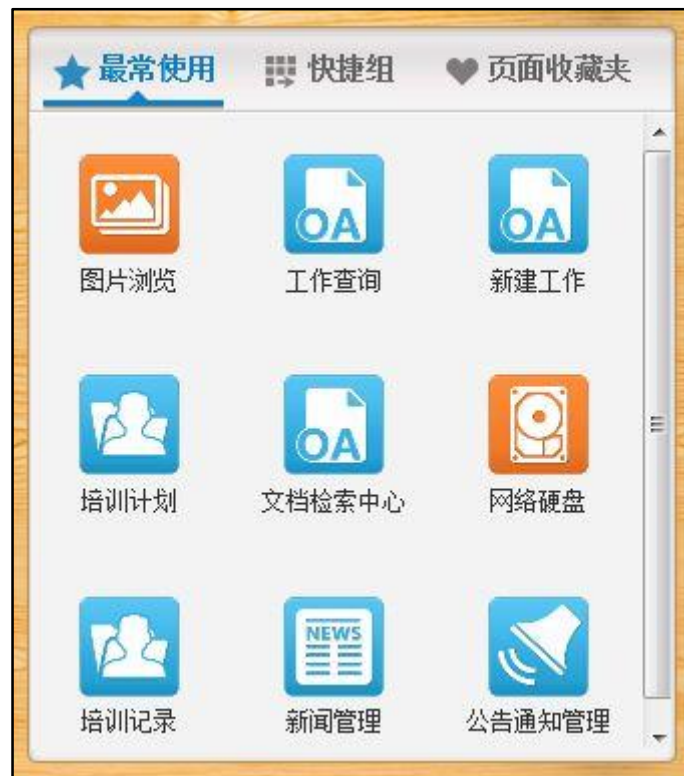 最常使用 快捷组 页面收藏夹
OA OA
图片浏览 工作查询 新建工作
OA
培训计划 文档检索中心 网络硬盘
NEWS
培训记录 新闻管理 公告通知管理